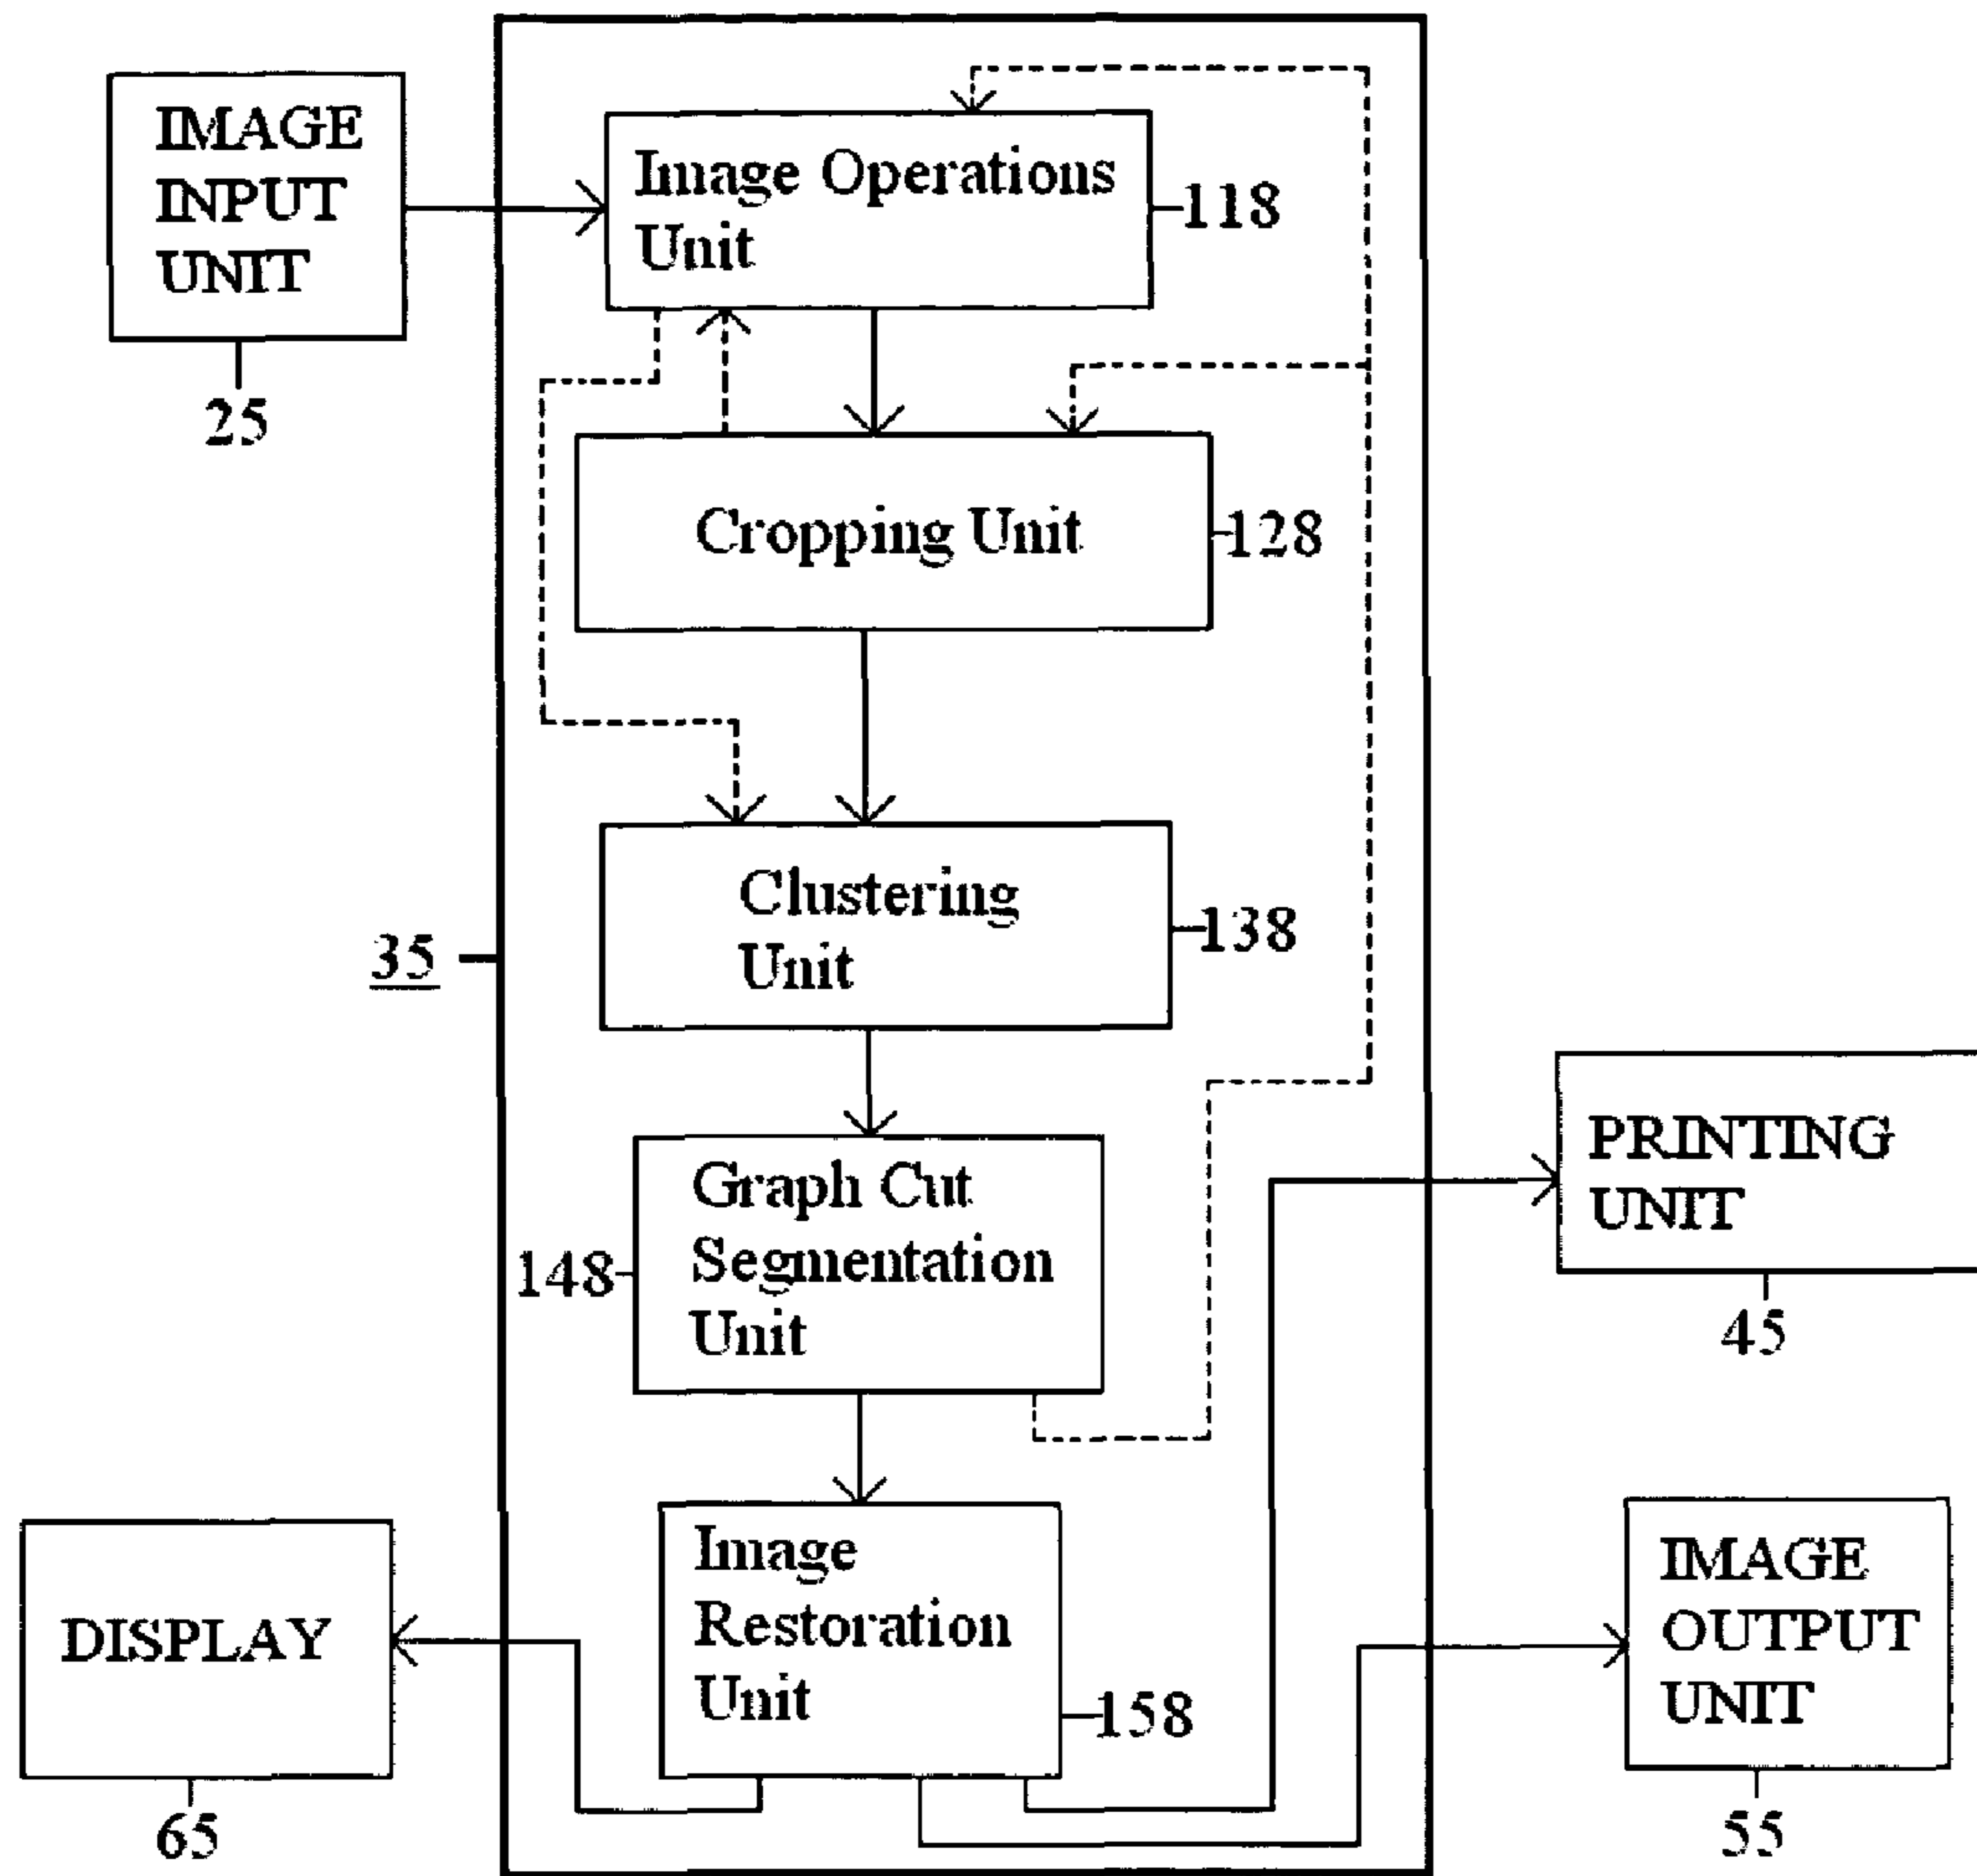 IMAGE
INPUT
UNIT
25
Image Operations
Unit
118
Cropping Unit
128
Clustering
Unit
138
35
Graph Cut
Segmentation
Unit
148
PRINTING
UNIT
45
Image
Restoration
Unit
158
DISPLAY
65
IMAGE
OUTPUT
UNIT
55